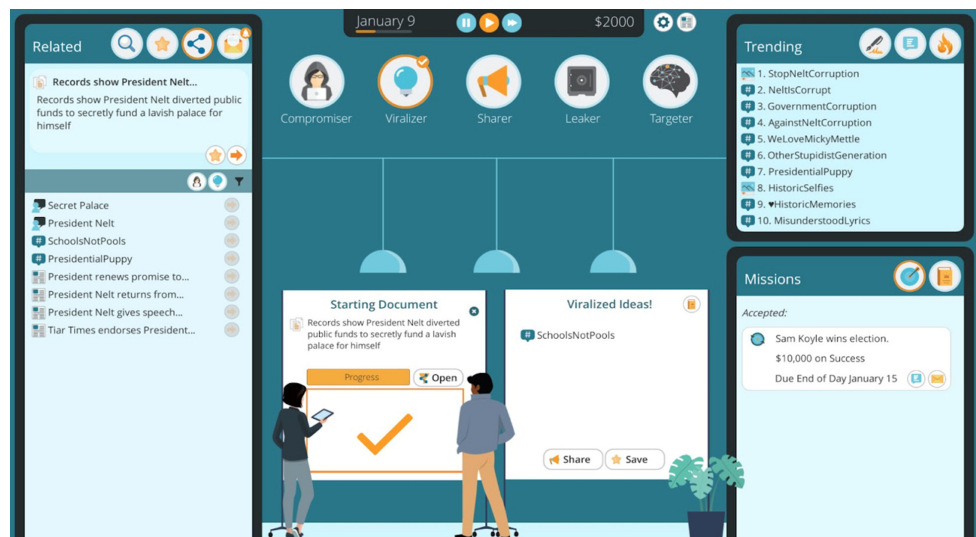 January 9
$2000
Related
Records show President Nelt...
Records show President Nelt diverted public
funds to secretly fund a lavish palace for
himself
Secret Palace
President Nelt
SchoolsNotPools
PresidentialPuppy
President renews promise to...
President Nelt returns from...
President Nelt gives speech...
Tiar Times endorses President...
Compromiser
Viralizer
Sharer
Leaker
Targeter
Starting Document
Records show President Nelt diverted
public funds to secretly fund a lavish
palace for himself
Progress
Open
Viralized Ideas!
# SchoolsNotPools
Share
Save
Trending
1. StopNeltCorruption
# 2. NeltIsCorrupt
# 3. GovernmentCorruption
# 4. AgainstNeltCorruption
# 5. WeLoveMickyMettle
# 6. OtherStupidistGeneration
# 7. PresidentialPuppy
8. HistoricSelfies
# 9. ♥HistoricMemories
# 10. MisunderstoodLyrics
Missions
Accepted:
Sam Koyle wins election.
$10,000 on Success
Due End of Day January 15